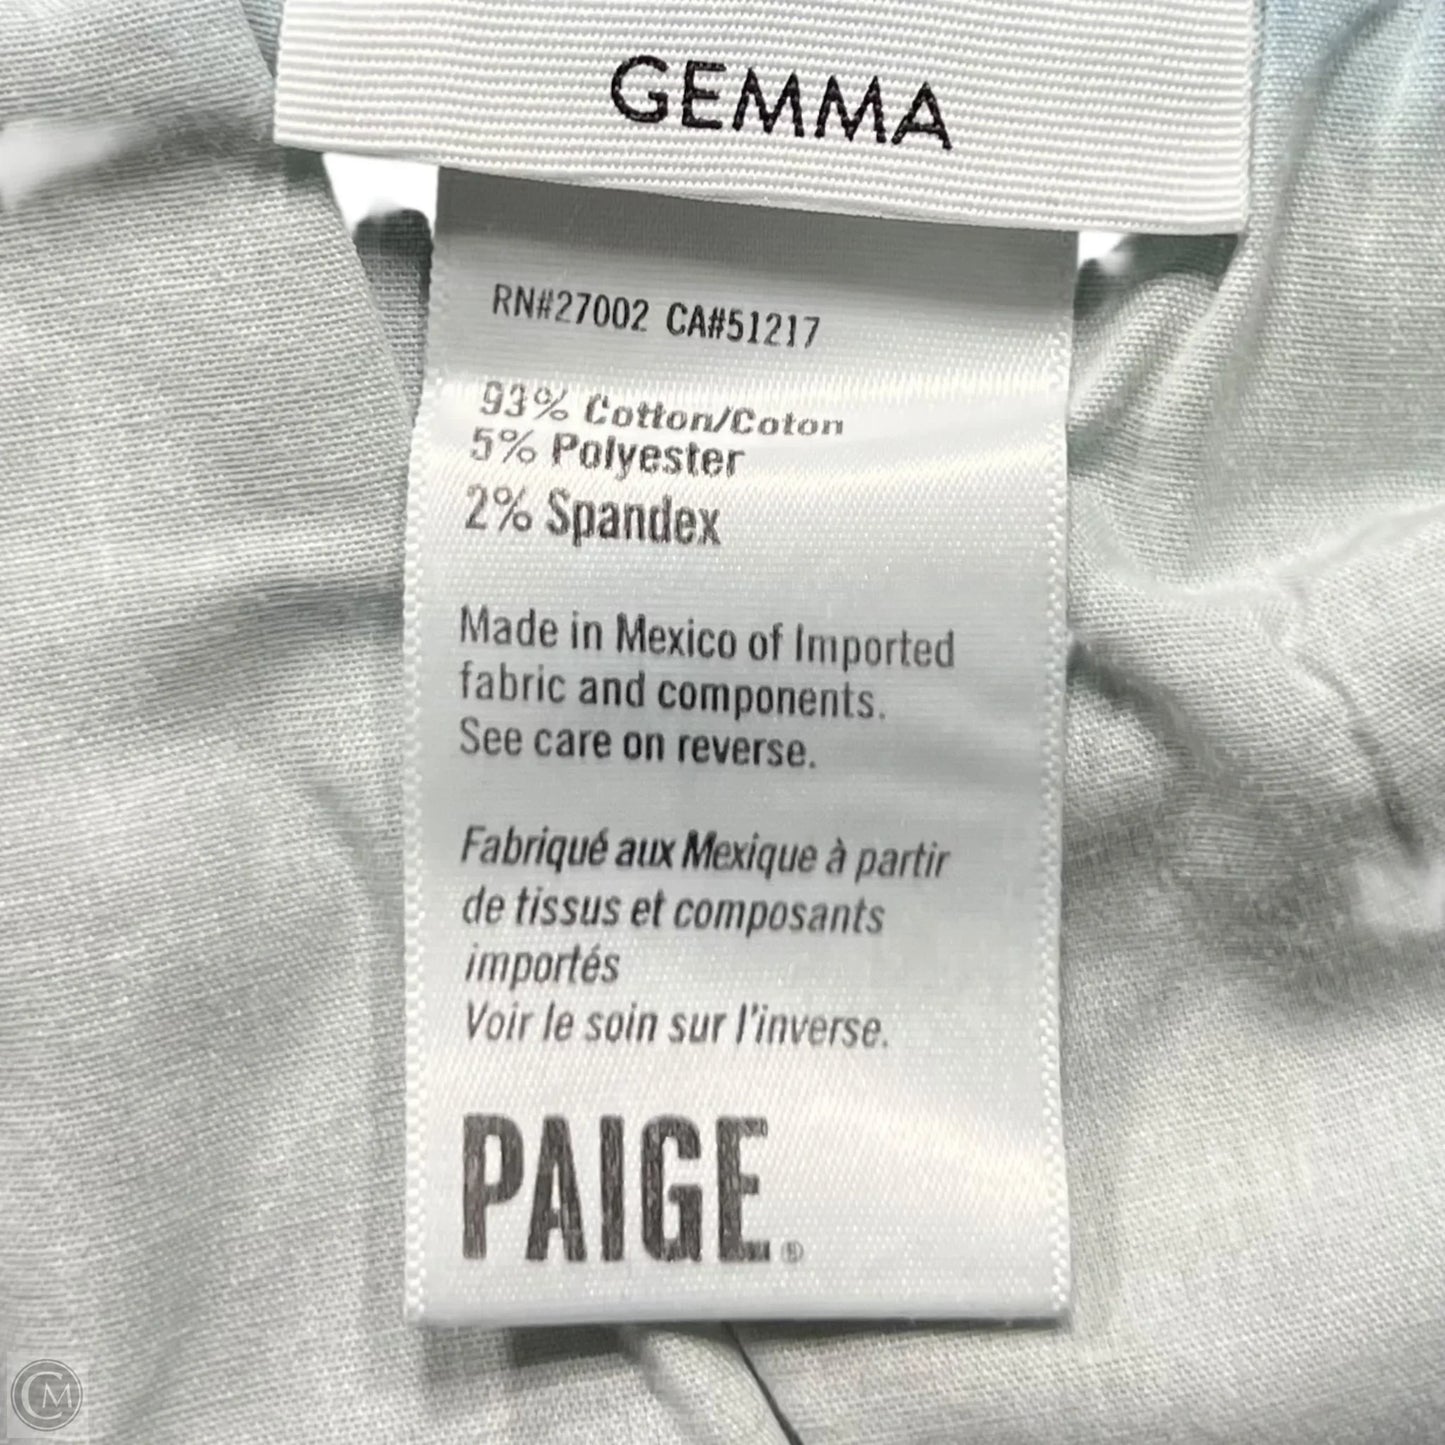 GEMMA
RN#27002 CA#51217
93% Cotton/Coton
5% Polyester
2% Spandex
Made in Mexico of Imported
fabric and components.
See care on reverse.
Fabriqué aux Mexique à partir
de tissus et composants
importés
Voir le soin sur l'inverse.
PAIGE®
CM